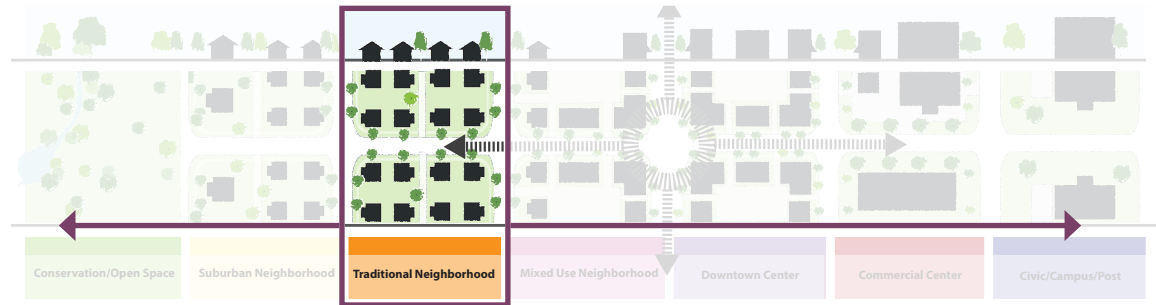 Conservation/Open Space
Suburban Neighborhood
Traditional Neighborhood
Mixed Use Neighborhood
Downtown Center
Commercial Center
Civic/Campus/Post